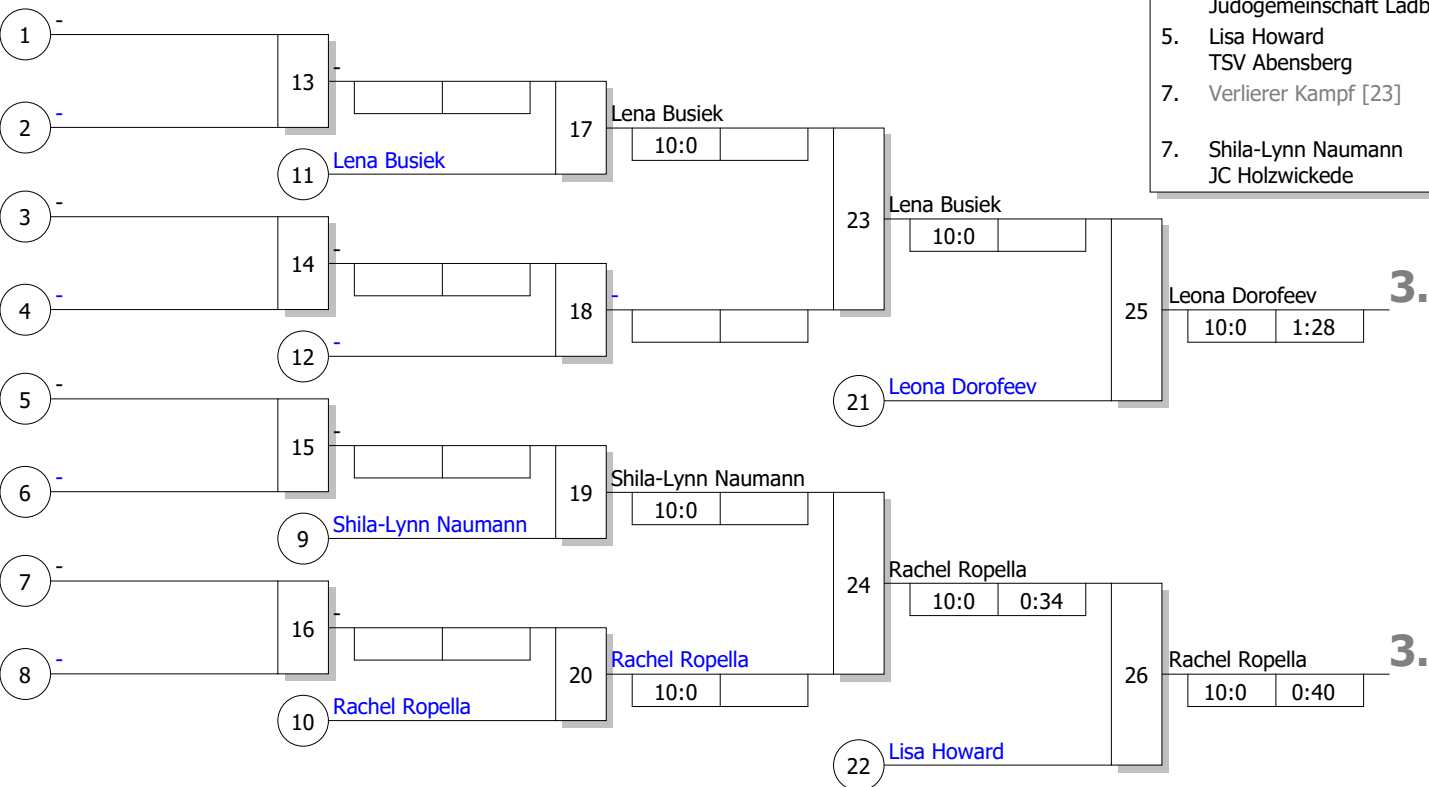 Judogemeinschaft
5. Lisa Howard
TSV Abensberg
7. Verlierer Kampf [23]
7. Shila-Lynn Naumann
JC Holzwickede
1 -
13
-
2 -
17
Lena Busiek
10:0
11 Lena Busiek
3 -
23
Lena Busiek
10:0
14
-
4 -
18
-
12 -
25
Leona Dorofeev
3.
10:0 1:28
5 -
21 Leona Dorofeev
15
-
6 -
19
Shila-Lynn Naumann
10:0
9 Shila-Lynn Naumann
7 -
24
Rachel Ropella
10:0 0:34
16
-
8 -
20
Rachel Ropella
10:0
10 Rachel Ropella
26
Rachel Ropella
3.
10:0 0:40
22 Lisa Howard